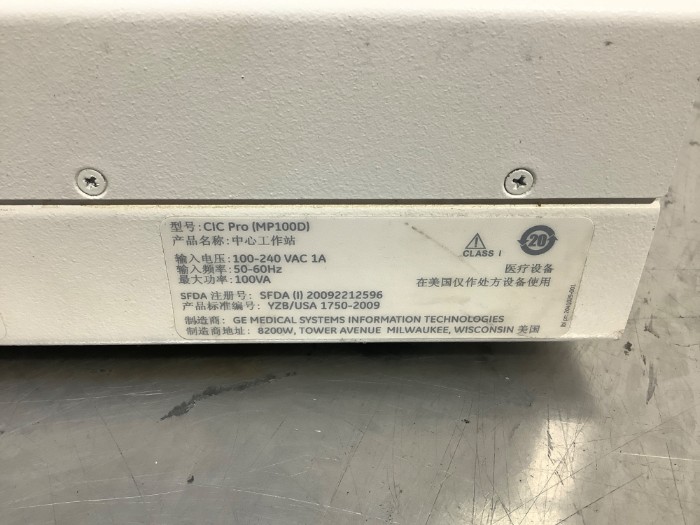 型号: CIC Pro (MP100D)
产品名称: 中心工作站
输入电压: 100-240 VAC 1A
输入频率: 50-60Hz
最大功率: 100VA
SFDA 注册号: SFDA (I) 20092212596
产品标准编号: YZB/USA 1750-2009
制造商: GE MEDICAL SYSTEMS INFORMATION TECHNOLOGIES
制造商地址: 8200W, TOWER AVENUE MILWAUKEE, WISCONSIN 美国
CLASS I
20
医疗设备
在美国仅作处方设备使用